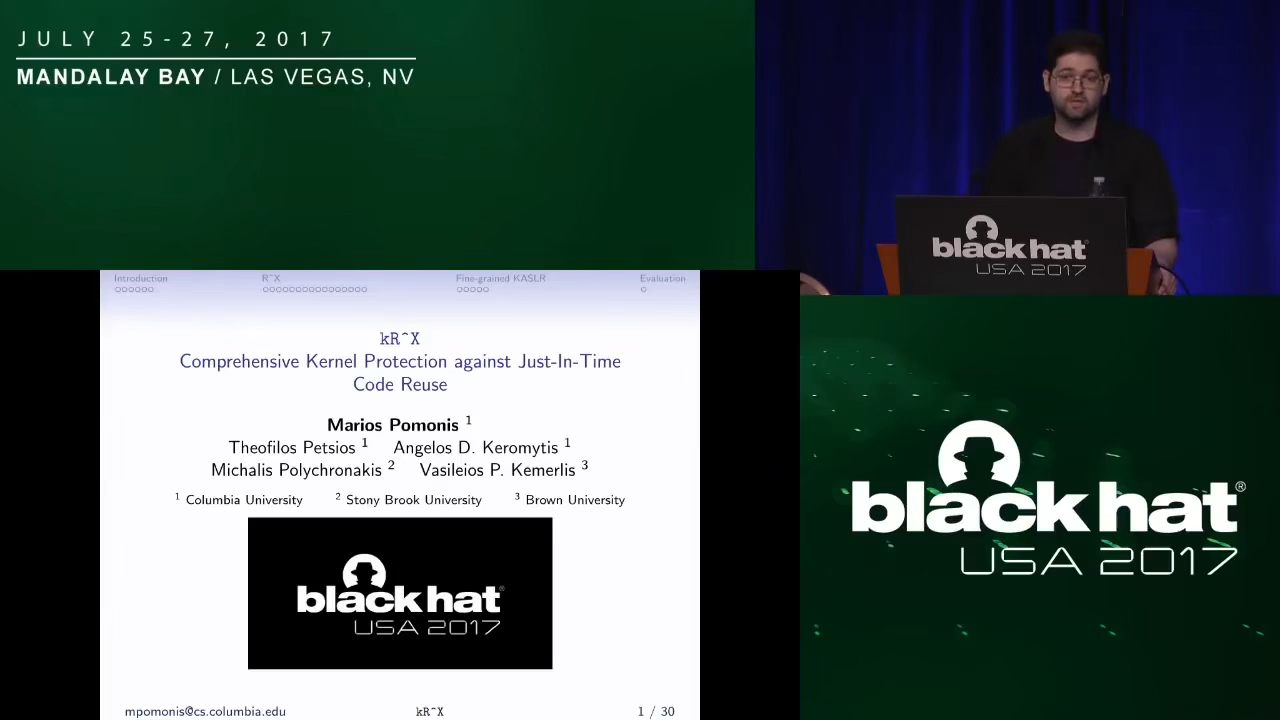 JULY 25-27, 2017
MANDALAY BAY / LAS VEGAS, NV
black hat
USA 2017
Introduction R^X Fine-grained KASLR Evaluation
kR^X
Comprehensive Kernel Protection against Just-In-Time
Code Reuse
Marios Pomonis 1
Theofilos Petsios 1 Angelos D. Keromytis 1
Michalis Polychronakis 2 Vasileios P. Kemerlis 3
1 Columbia University 2 Stony Brook University 3 Brown University
black hat®
USA 2017
mpomonis@cs.columbia.edu kR^X 1 / 30
black hat®
USA 2017